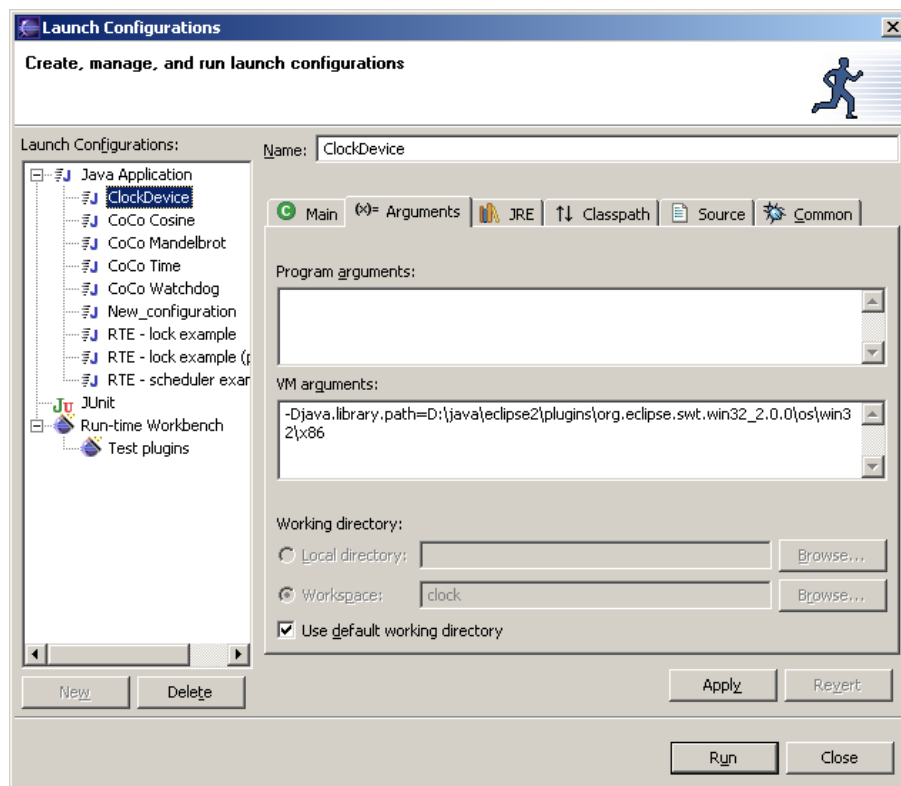 Launch Configurations
Create, manage, and run launch configurations
Launch Configurations:
Java Application
ClockDevice
CoCo Cosine
CoCo Mandelbrot
CoCo Time
CoCo Watchdog
New_configuration
RTE - lock example
RTE - lock example (p
RTE - scheduler exar
JUnit
Run-time Workbench
Test plugins
New
Delete
Name: ClockDevice
Main (x)= Arguments JRE Classpath Source Common
Program arguments:
VM arguments:
-Djava.library.path=D:\java\eclipse2\plugins\org.eclipse.swt.win32_2.0.0\os\win3
2\x86
Working directory:
Local directory: Browse...
Workspace: clock Browse...
Use default working directory
Apply Revert
Run Close